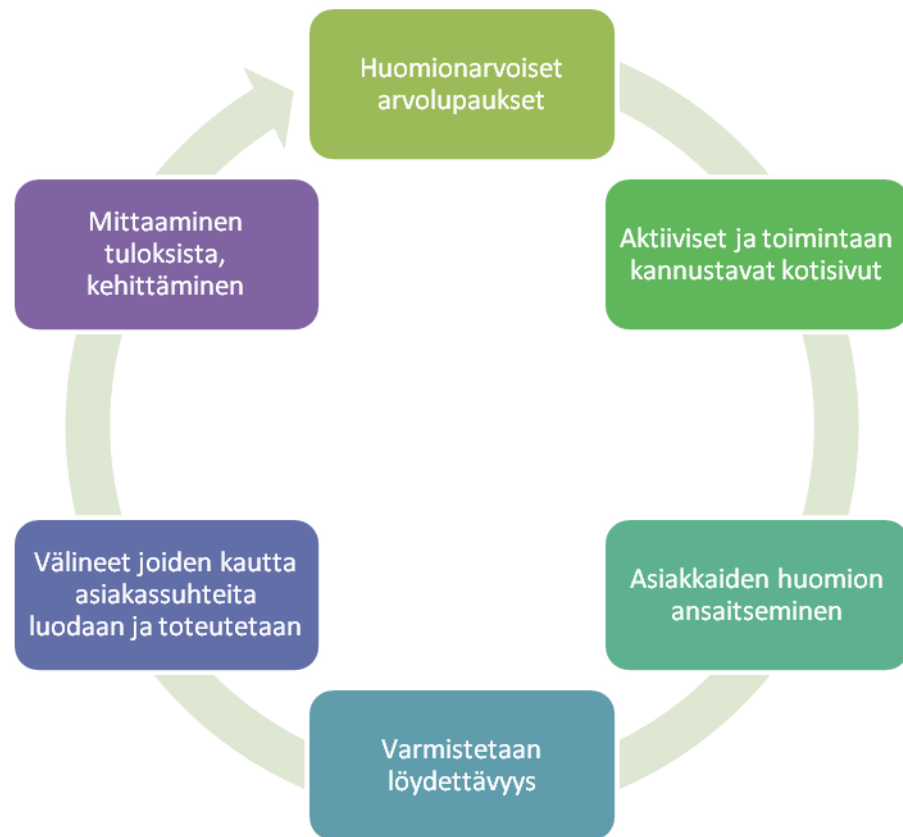 Huomionarvoiset
arvolupaukset
Aktiiviset ja toimintaan
kannustavat kotisivut
Asiakkaiden huomion
ansaitseminen
Varmistetaan
löydettävyys
Välineet joiden kautta
asiakassuhteita
luodaan ja toteutetaan
Mittaaminen
tuloksista,
kehittäminen